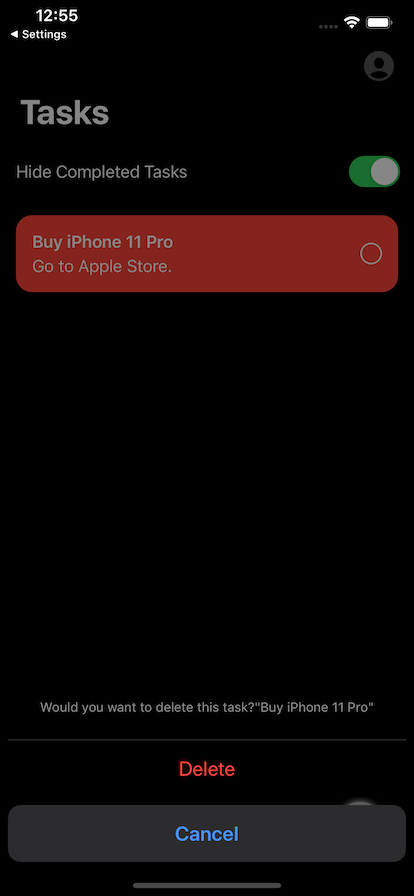 12:55
◀ Settings
Tasks
Hide Completed Tasks
Buy iPhone 11 Pro
Go to Apple Store.
Would you want to delete this task?"Buy iPhone 11 Pro"
Delete
Cancel